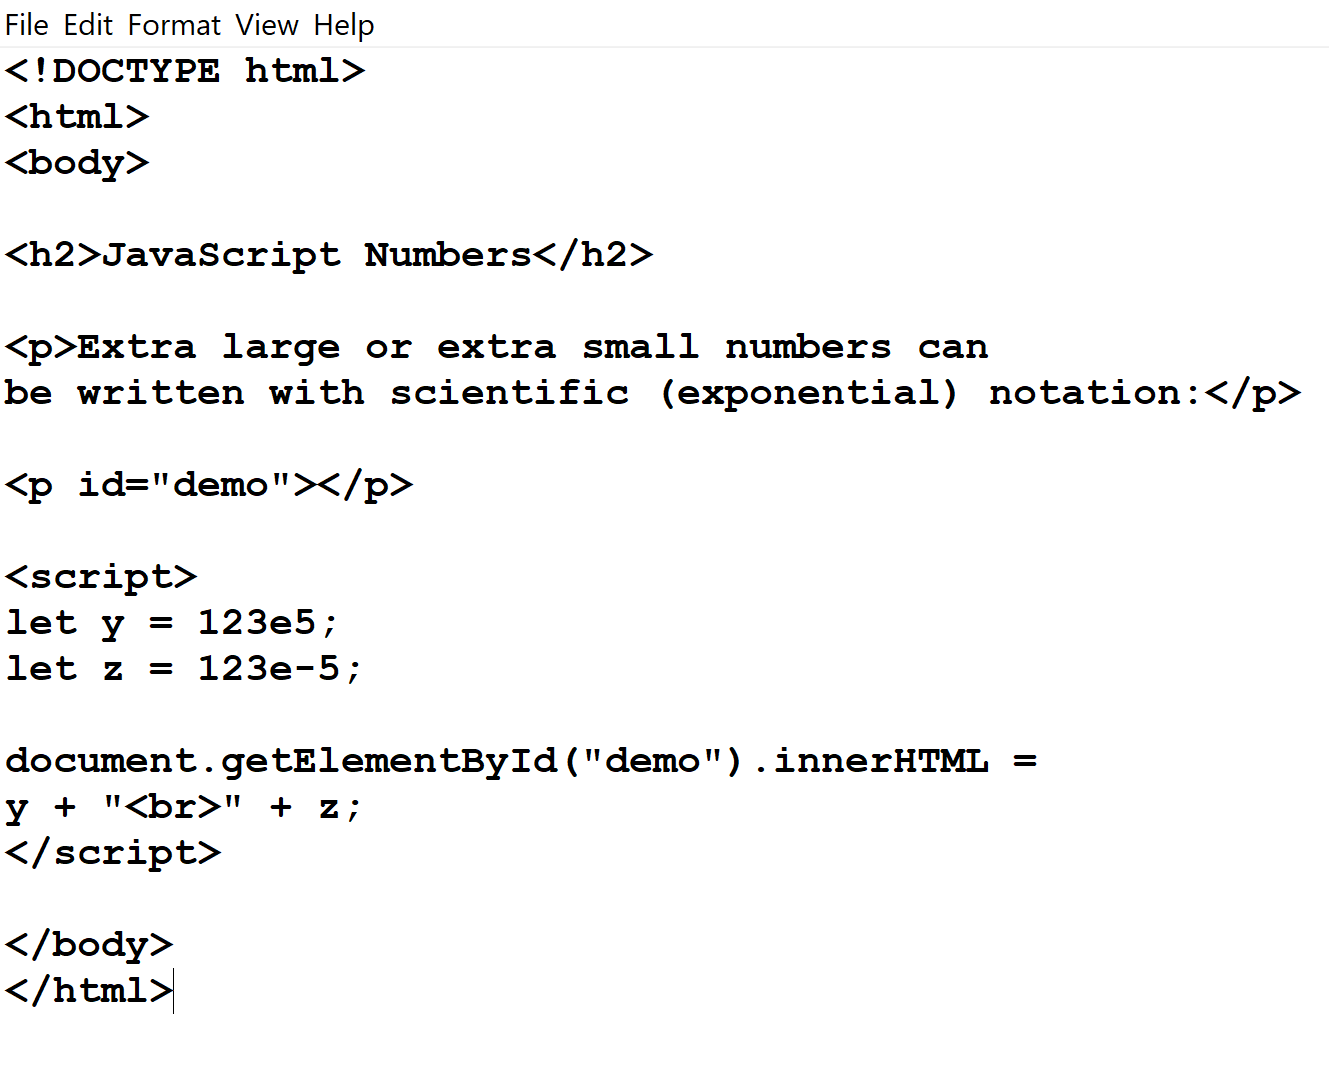 File Edit Format View Help
<!DOCTYPE html>
<html>
<body>
<h2>JavaScript Numbers</h2>
<p>Extra large or extra small numbers can
be written with scientific (exponential) notation:</p>
<p id="demo"></p>
<script>
let y = 123e5;
let z = 123e-5;
document.getElementById("demo").innerHTML =
y + "<br>" + z;
</script>
</body>
</html>